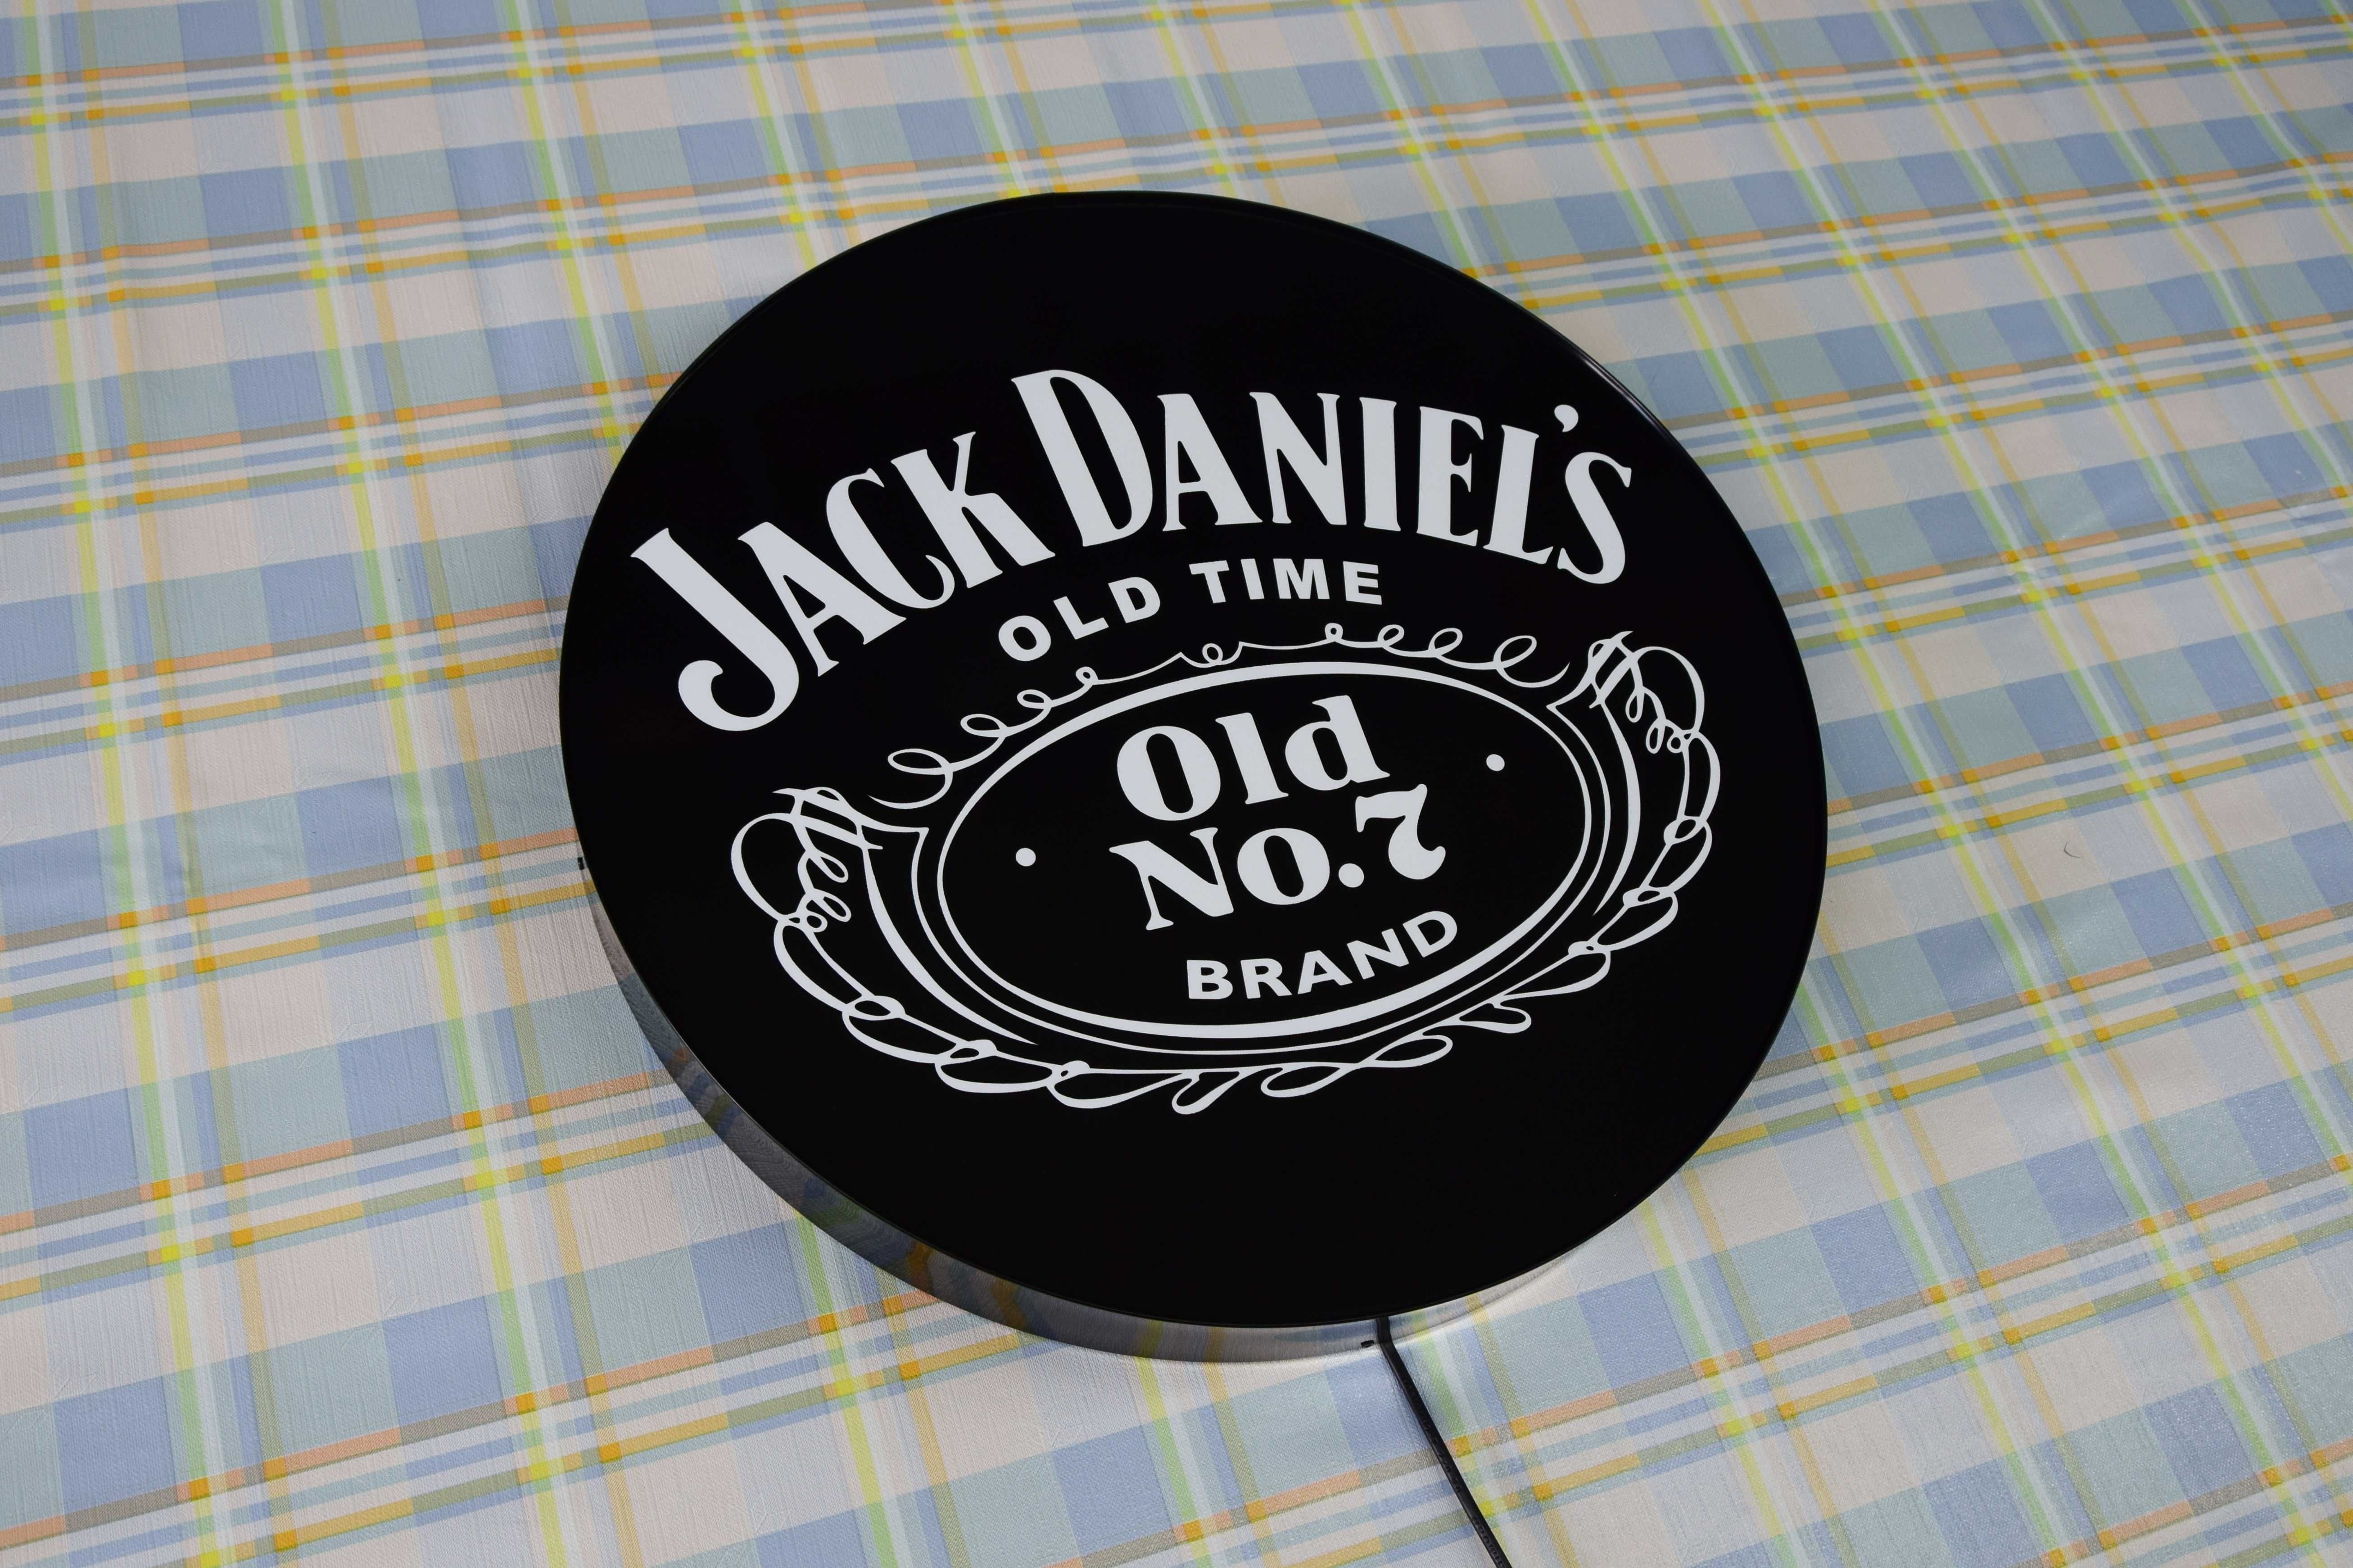 JACK DANIEL'S
OLD TIME
Old
No.7
BRAND